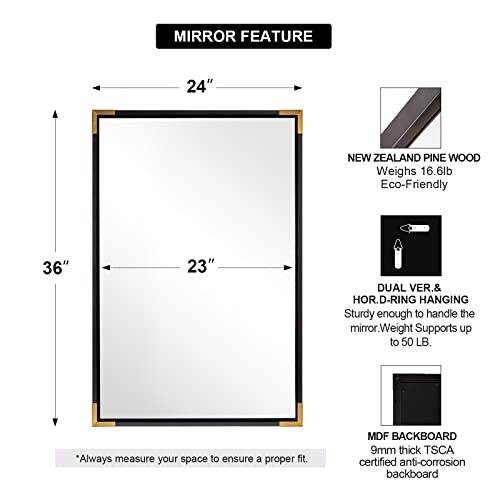 MIRROR FEATURE
24"
36"
23"
NEW ZEALAND PINE WOOD
Weighs 16.6lb
Eco-Friendly
DUAL VER.&
HOR.D-RING HANGING
Sturdy enough to handle the
mirror.Weight Supports up
to 50 LB.
MDF BACKBOARD
9mm thick TSCA
certified anti-corrosion
backboard
*Always measure your space to ensure a proper fit.